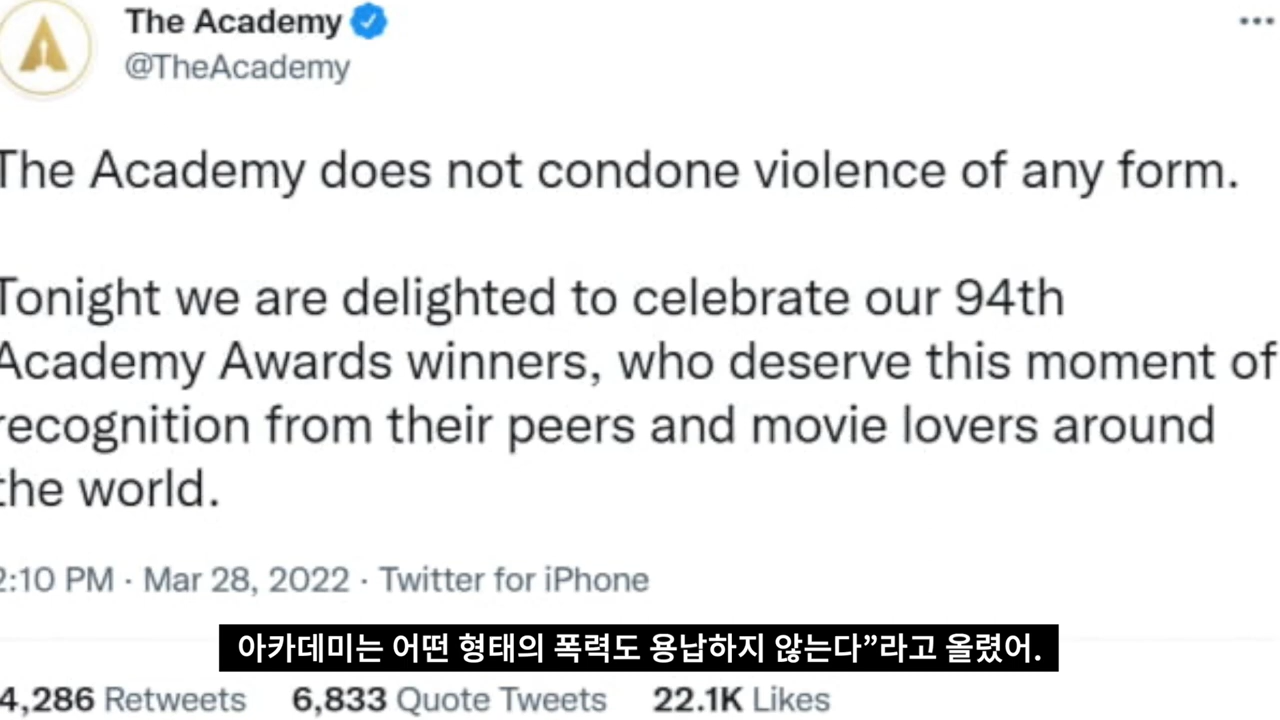 The Academy
@TheAcademy
The Academy does not condone violence of any form.
Tonight we are delighted to celebrate our 94th
Academy Awards winners, who deserve this moment of
recognition from their peers and movie lovers around
the world.
2:10 PM · Mar 28, 2022 · Twitter for iPhone
아카데미는 어떤 형태의 폭력도 용납하지 않는다”라고 올렸어.
4,286 Retweets 6,833 Quote Tweets 22.1K Likes